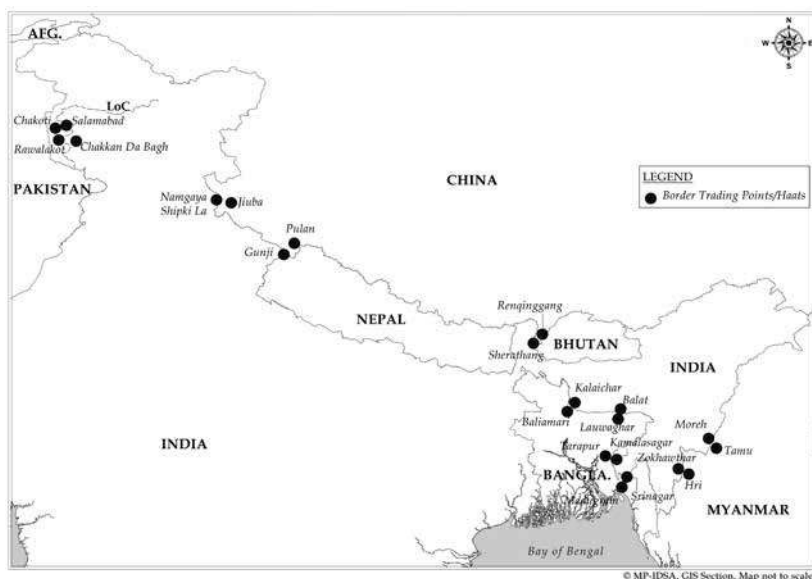 N
W
E
S
AFG.
LoC
Chakoti
Salamabad
Rawalakot
Chakkan Da Bagh
PAKISTAN
CHINA
LEGEND
Border Trading Points/Haats
Namgaya
Shipki La
Jiuba
Pulan
Gunji
Renqinggang
NEPAL
BHUTAN
Sherathang
INDIA
Kalaichar
Balat
Baliamari
Lauwaghar
Moreh
INDIA
Tarapur
Kamalasagar
Zokhawthar
Tamu
BANGLA.
Hri
Srinagar
MYANMAR
Bay of Bengal
© MP-IDSA, GIS Section, Map not to scale